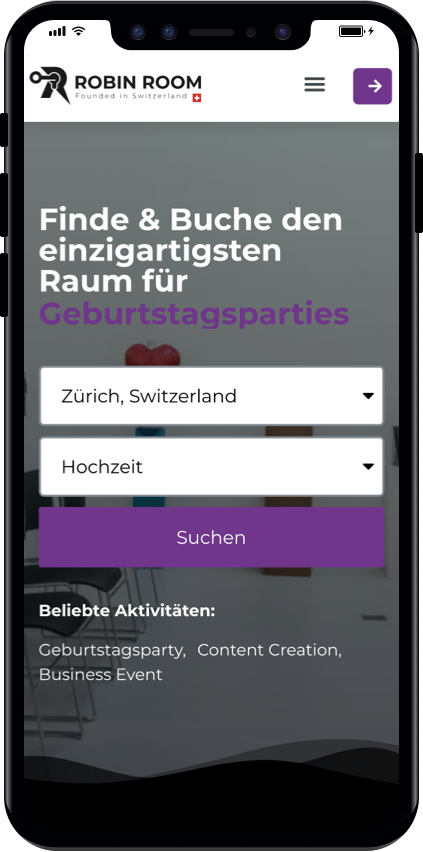 ROBIN ROOM
Founded in Switzerland
Finde & Buche den
einzigartigsten
Raum für
Geburtstagsparties
Zürich, Switzerland
Hochzeit
Suchen
Beliebte Aktivitäten:
Geburtstagsparty, Content Creation,
Business Event